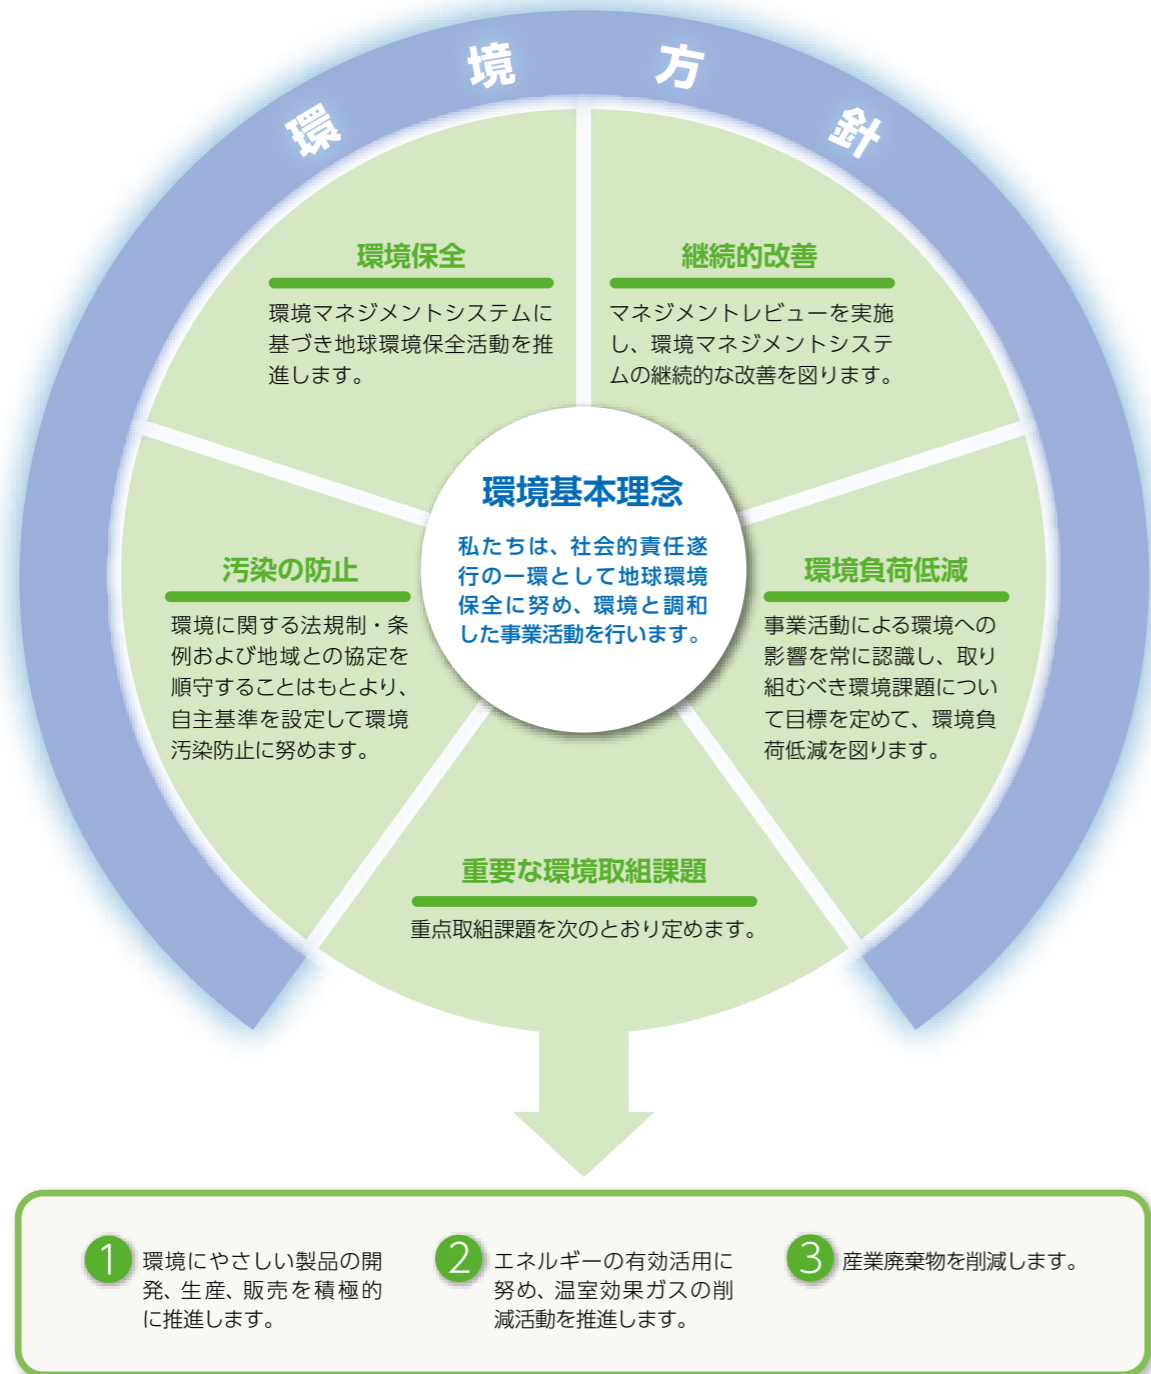 環境方針
環境保全
環境マネジメントシステムに
基づき地球環境保全活動を推
進します。
継続的改善
マネジメントレビューを実施
し、環境マネジメントシステ
ムの継続的な改善を図ります。
環境基本理念
私たちは、社会的責任遂
行の一環として地球環境
保全に努め、環境と調和
した事業活動を行います。
汚染の防止
環境に関する法規制・条
例および地域との協定を
順守することはもとより、
自主基準を設定して環境
汚染防止に努めます。
環境負荷低減
事業活動による環境への
影響を常に認識し、取り
組むべき環境課題につい
て目標を定めて、環境負
荷低減を図ります。
重要な環境取組課題
重点取組課題を次のとおり定めます。
1
環境にやさしい製品の開
発、生産、販売を積極的
に推進します。
2
エネルギーの有効活用に
努め、温室効果ガスの削
減活動を推進します。
3
産業廃棄物を削減します。